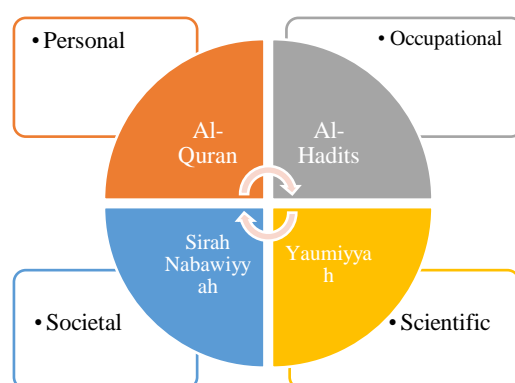 • Personal
• Occupational
Al-
Quran
Al-
Hadits
Sirah
Nabawiyy
ah
Yaumiyya
h
• Societal
• Scientific